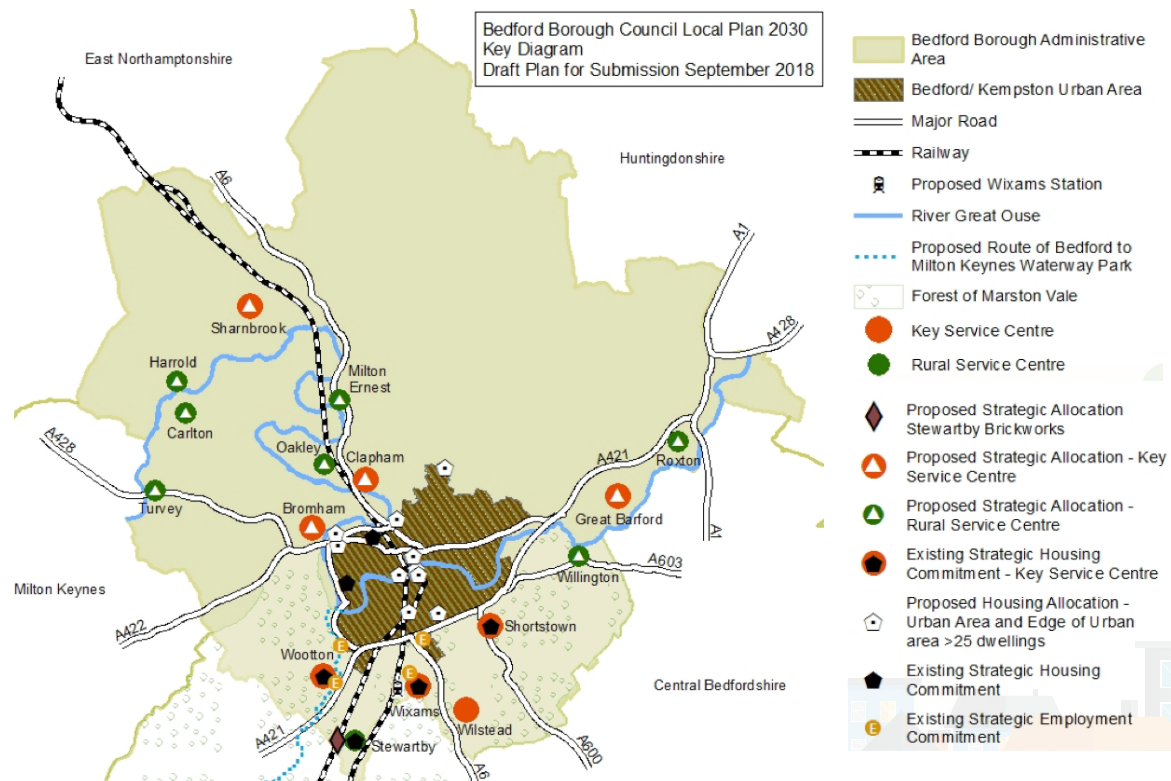 Bedford Borough Council Local Plan 2030
Key Diagram
Draft Plan for Submission September 2018
East Northamptonshire
Huntingdonshire
A6
A1
A428
Sharnbrook
Harrold
Milton
Ernest
Carlton
Oakley
Clapham
A428
Turvey
Bromham
A421
Roxton
Great Barford
A1
Willington
A603
Milton Keynes
A422
Shortstown
Wootton
E
E
E
E
Wixams
Wilstead
Central Bedfordshire
A421
Stewartby
A6
A600
Bedford Borough Administrative
Area
Bedford/ Kempston Urban Area
Major Road
Railway
Proposed Wixams Station
River Great Ouse
Proposed Route of Bedford to
Milton Keynes Waterway Park
Forest of Marston Vale
Key Service Centre
Rural Service Centre
Proposed Strategic Allocation
Stewartby Brickworks
Proposed Strategic Allocation - Key
Service Centre
Proposed Strategic Allocation -
Rural Service Centre
Existing Strategic Housing
Commitment - Key Service Centre
Proposed Housing Allocation -
Urban Area and Edge of Urban
area >25 dwellings
Existing Strategic Housing
Commitment
E
Existing Strategic Employment
Commitment